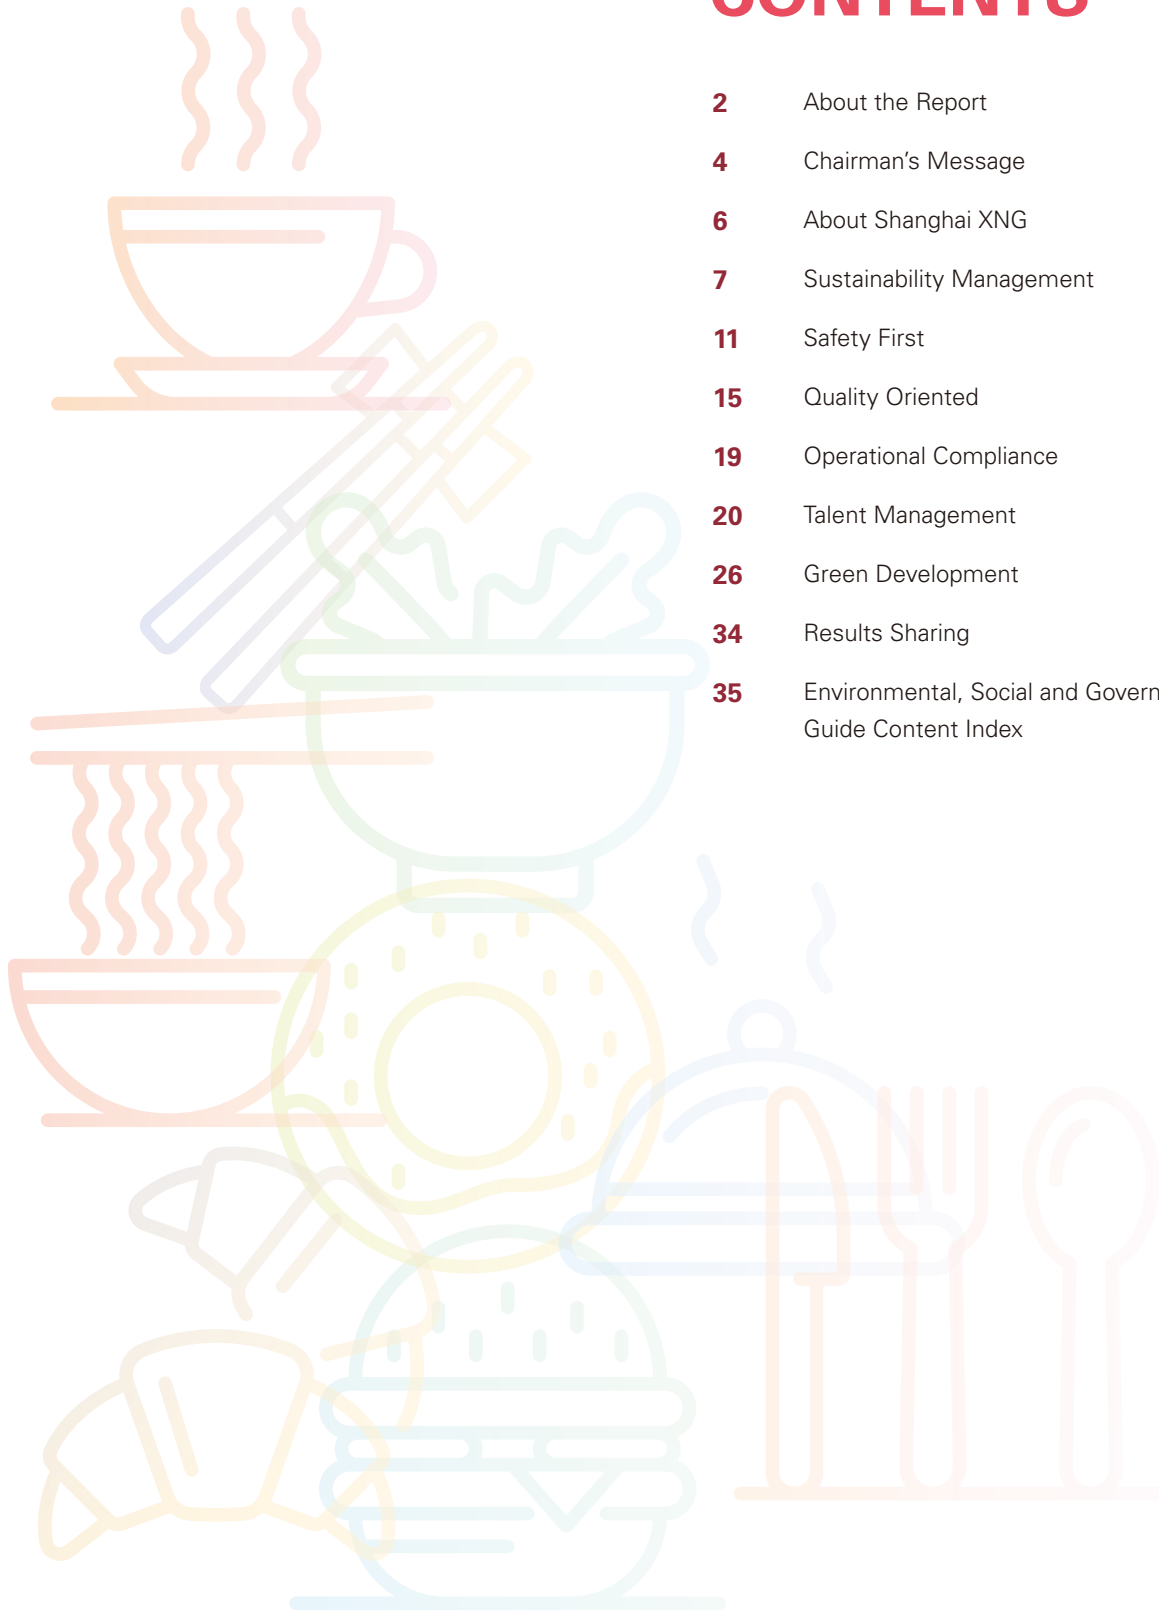 CONTENTS
2 About the Report
4 Chairman’s Message
6 About Shanghai XNG
7 Sustainability Management
11 Safety First
15 Quality Oriented
19 Operational Compliance
20 Talent Management
26 Green Development
34 Results Sharing
35 Environmental, Social and Govern
Guide Content Index